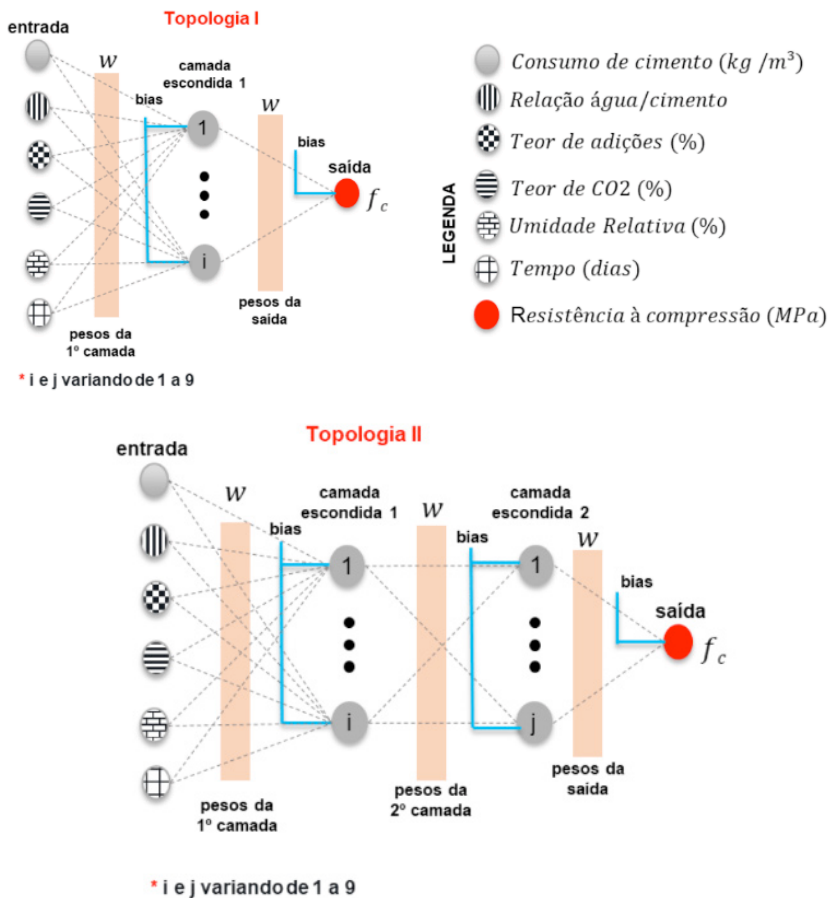 Topologia I
entrada
w
camada
escondida 1
bias
1
i
w
bias
saída
f_c
pesos da
1º camada
pesos da
saída
* i e j variando de 1 a 9
LEGENDA
Consumo de cimento (kg /m³)
Relação água/cimento
Teor de adições (%)
Teor de CO2 (%)
Umidade Relativa (%)
Tempo (dias)
Resistência à compressão (MPa)
Topologia II
entrada
w
camada
escondida 1
bias
1
i
w
camada
escondida 2
bias
1
j
w
bias
saída
f_c
pesos da
1º camada
pesos da
2º camada
pesos da
saída
* i e j variando de 1 a 9